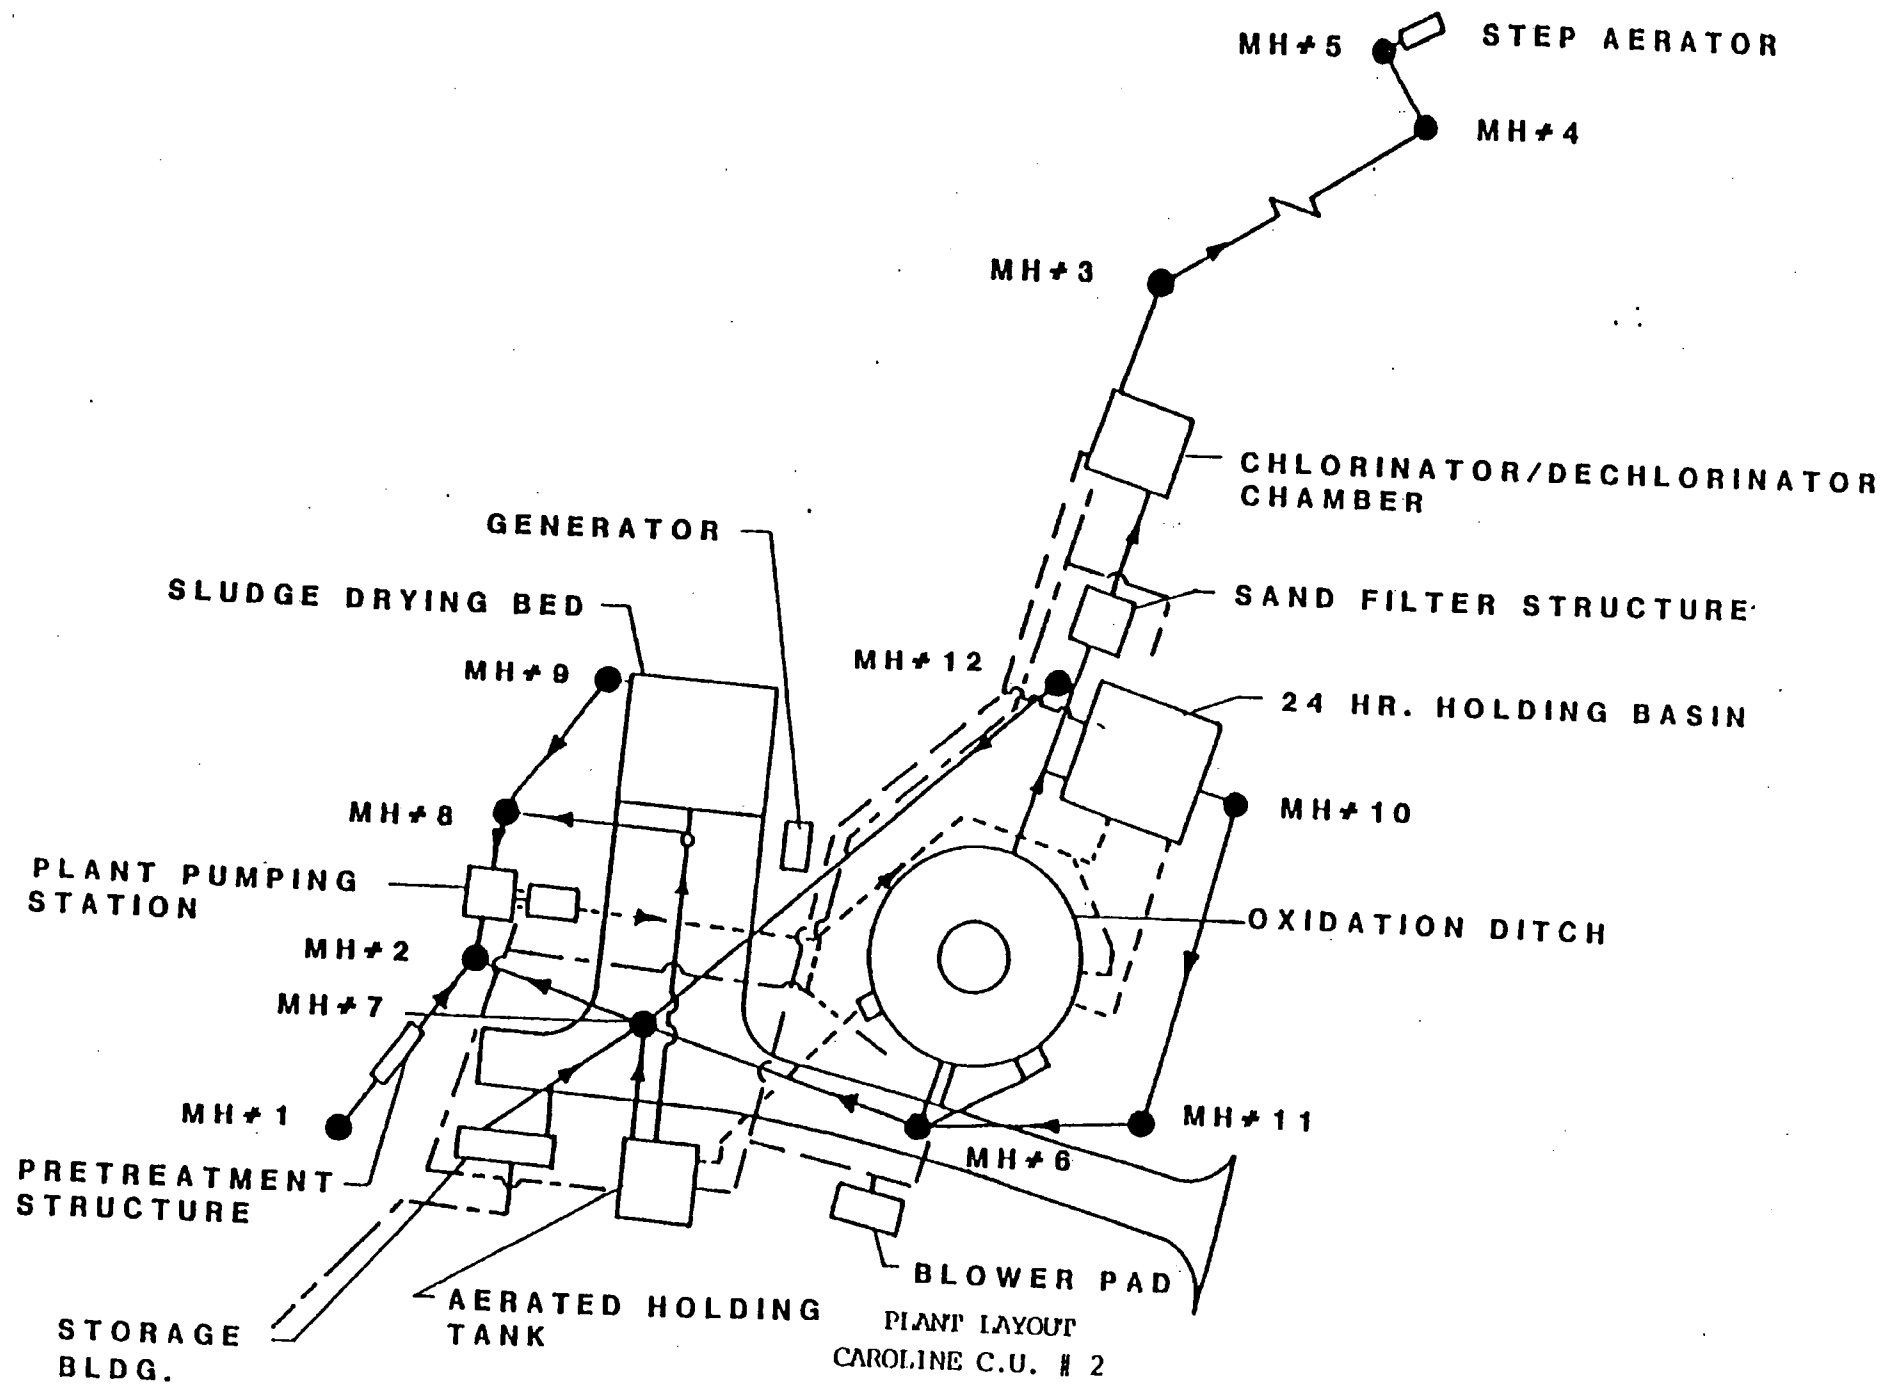 MH#5
STEP AERATOR
MH#4
MH#3
CHLORINATOR/DECHLORINATOR
CHAMBER
GENERATOR
SLUDGE DRYING BED
SAND FILTER STRUCTURE
MH#9
MH#12
24 HR. HOLDING BASIN
MH#8
MH#10
PLANT PUMPING
STATION
MH#2
OXIDATION DITCH
MH#7
MH#1
MH#11
MH#6
PRETREATMENT
STRUCTURE
BLOWER PAD
AERATED HOLDING
TANK
STORAGE
BLDG.
PLANT LAYOUT
CAROLINE C.U. # 2